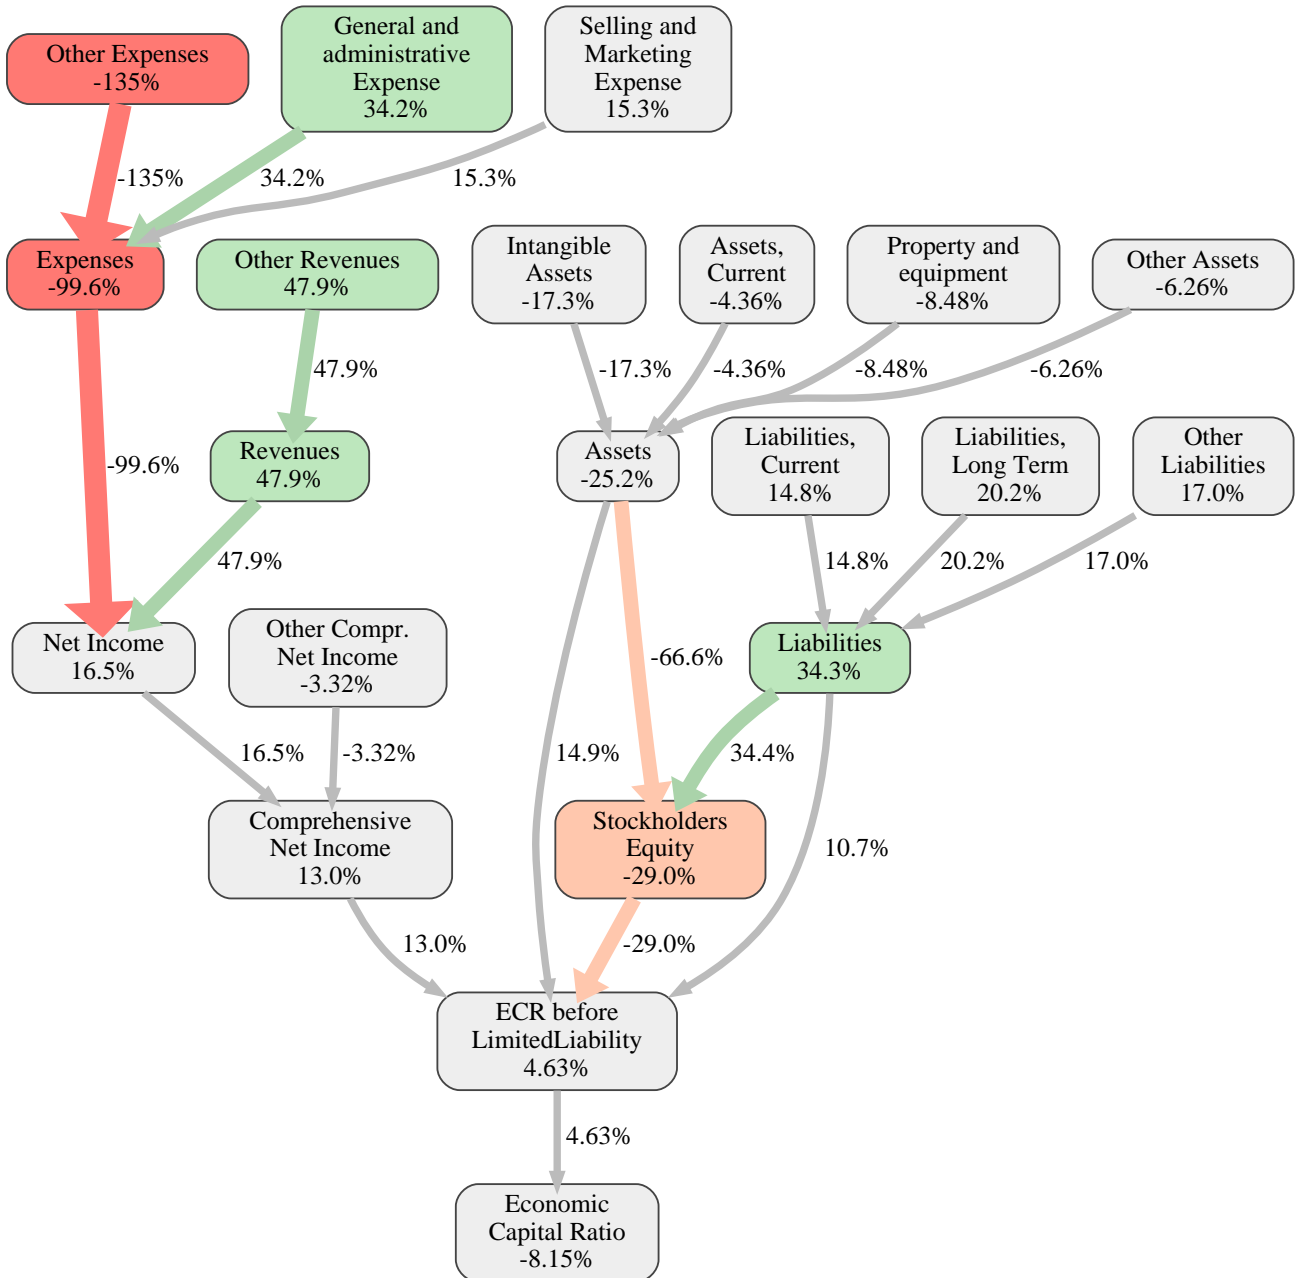 Other Expenses
-135%
General and
administrative
Expense
34.2%
Selling and
Marketing
Expense
15.3%
-135%
34.2%
15.3%
Expenses
-99.6%
Other Revenues
47.9%
Intangible
Assets
-17.3%
Assets,
Current
-4.36%
Property and
equipment
-8.48%
Other Assets
-6.26%
47.9%
-17.3%
-4.36%
-8.48%
-6.26%
-99.6%
Revenues
47.9%
Assets
-25.2%
Liabilities,
Current
14.8%
Liabilities,
Long Term
20.2%
Other
Liabilities
17.0%
47.9%
14.8%
20.2%
17.0%
Net Income
16.5%
Other Compr.
Net Income
-3.32%
-66.6%
Liabilities
34.3%
16.5%
-3.32%
14.9%
34.4%
Comprehensive
Net Income
13.0%
Stockholders
Equity
-29.0%
10.7%
13.0%
-29.0%
ECR before
LimitedLiability
4.63%
4.63%
Economic
Capital Ratio
-8.15%